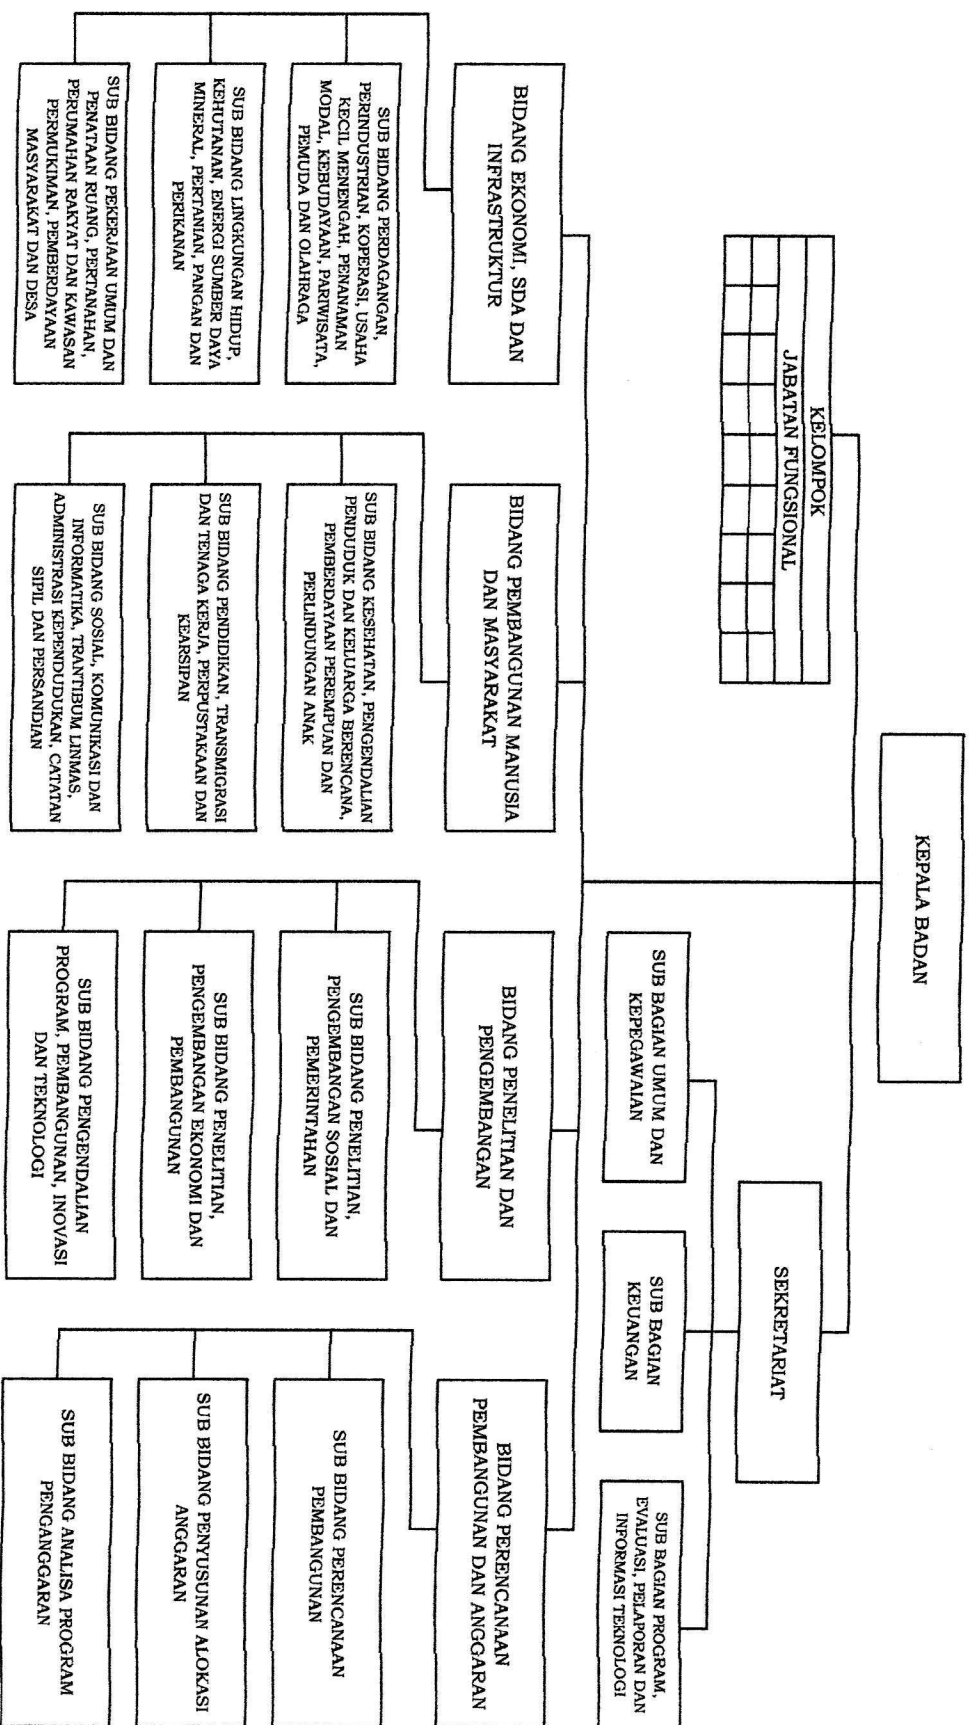 KEPALA BADAN
KELOMPOK
JABATAN FUNGSIONAL
SEKRETARIAT
SUB BAGIAN UMUM DAN
KEPEGAWAIAN
SUB BAGIAN
KEUANGAN
SUB BAGIAN PROGRAM,
EVALUASI, PELAPORAN DAN
INFORMASI TEKNOLOGI
BIDANG EKONOMI, SDA DAN
INFRASTRUKTUR
SUB BIDANG PERDAGANGAN,
PERINDUSTRIAN, KOPERASI, USAHA
KECIL MENENGAH, PENANAMAN
MODAL, KEBUDAYAAN, PARIWISATA,
PEMUDA DAN OLAHRAGA
SUB BIDANG LINGKUNGAN HIDUP,
KEHUTANAN, ENERGI SUMBER DAYA
MINERAL, PERTANIAN, PANGAN DAN
PERIKANAN
SUB BIDANG PEKERJAAN UMUM DAN
PENATAAN RUANG, PERTANAHAN,
PERUMAHAN RAKYAT DAN KAWASAN
PERMUKIMAN, PEMBERDAYAAN
MASYARAKAT DAN DESA
BIDANG PEMBANGUNAN MANUSIA
DAN MASYARAKAT
SUB BIDANG KESEHATAN, PENGENDALIAN
PENDUDUK DAN KELUARGA BERENCANA,
PEMBERDAYAAN PEREMPUAN DAN
PERLINDUNGAN ANAK
SUB BIDANG PENDIDIKAN, TRANSMIGRASI
DAN TENAGA KERJA, PERPUSTAKAAN DAN
KEARSIPAN
SUB BIDANG SOSIAL, KOMUNIKASI DAN
INFORMATIKA, TRANTIBUM LINMAS,
ADMINISTRASI KEPENDUDUKAN, CATATAN
SIPIL DAN PERSANDIAN
BIDANG PENELITIAN DAN
PENGEMBANGAN
SUB BIDANG PENELITIAN,
PENGEMBANGAN SOSIAL DAN
PEMERINTAHAN
SUB BIDANG PENELITIAN,
PENGEMBANGAN EKONOMI DAN
PEMBANGUNAN
SUB BIDANG PENGENDALIAN
PROGRAM, PEMBANGUNAN, INOVASI
DAN TEKNOLOGI
BIDANG PERENCANAAN
PEMBANGUNAN DAN ANGGARAN
SUB BIDANG PERENCANAAN
PEMBANGUNAN
SUB BIDANG PENYUSUNAN ALOKASI
ANGGARAN
SUB BIDANG ANALISA PROGRAM
PENGANGGARAN